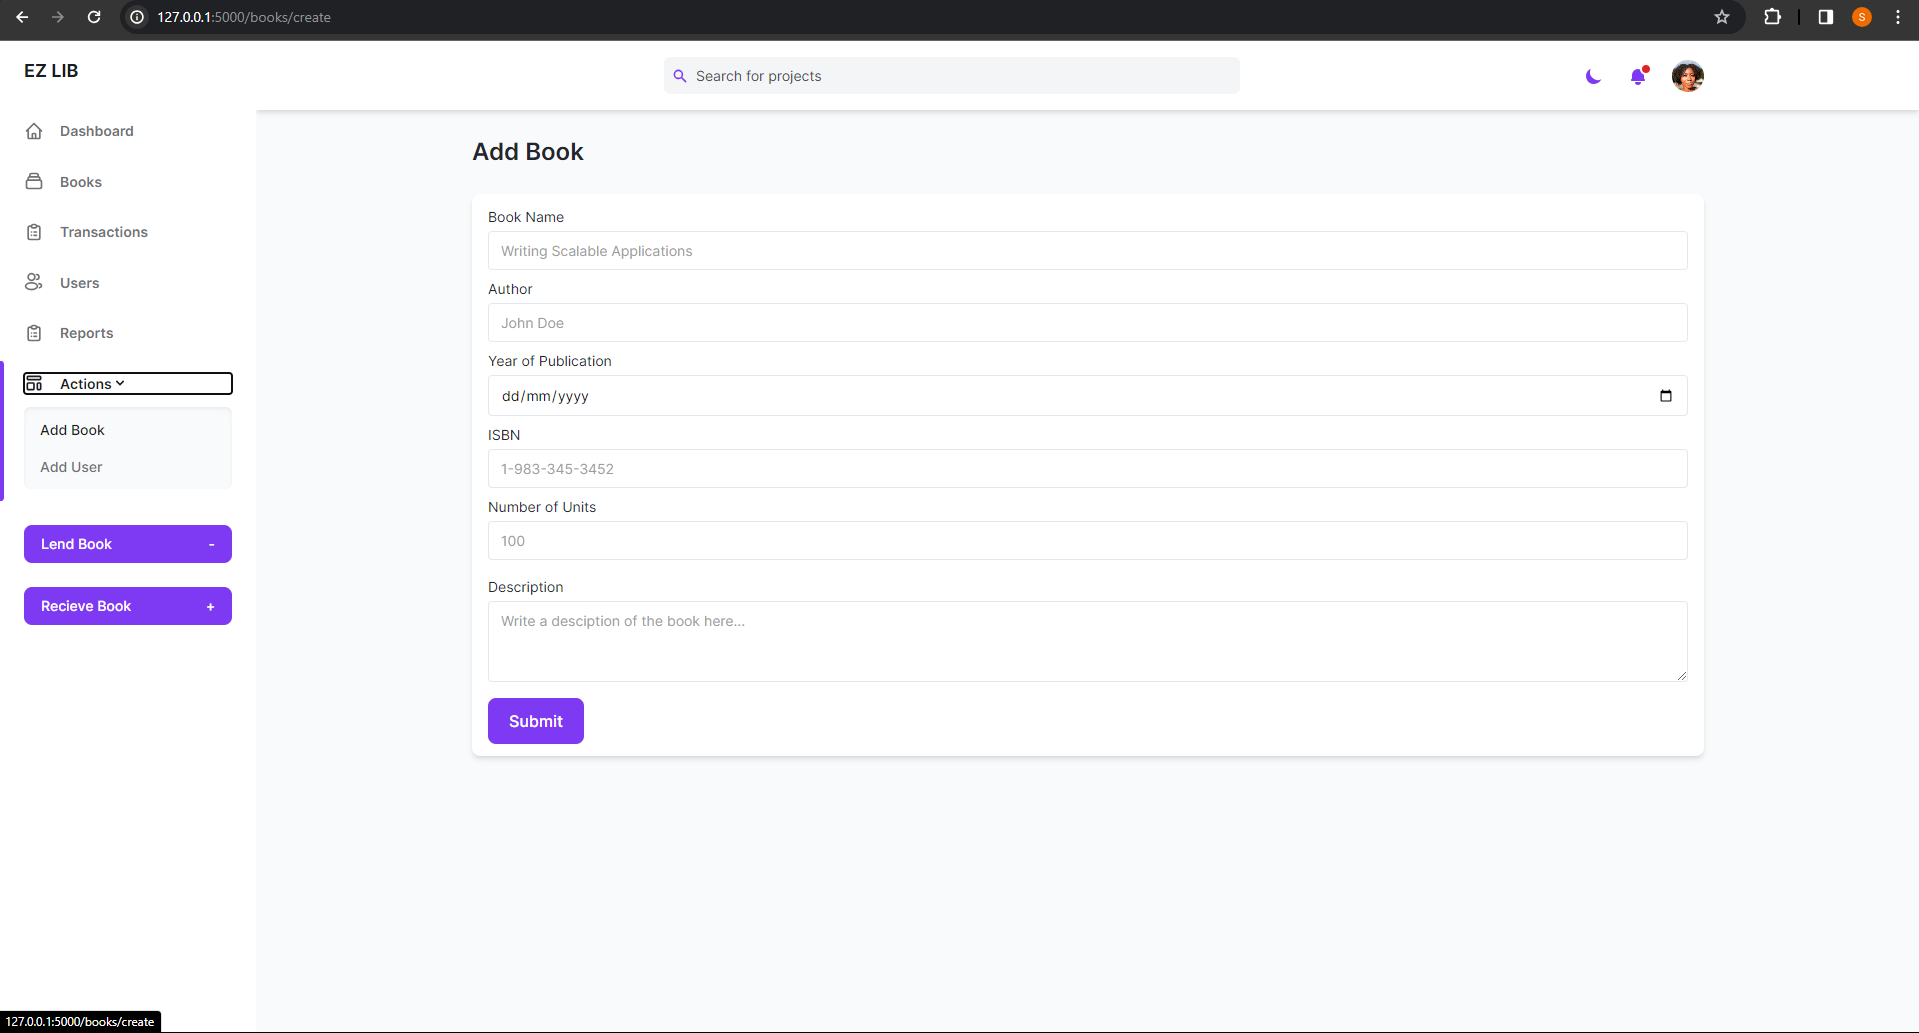 127.0.0.1:5000/books/create
S
EZ LIB
Search for projects
Dashboard
Books
Transactions
Users
Reports
Actions
Add Book
Add User
Lend Book -
Recieve Book +
Add Book
Book Name
Writing Scalable Applications
Author
John Doe
Year of Publication
dd/mm/yyyy
ISBN
1-983-345-3452
Number of Units
100
Description
Write a desciption of the book here...
Submit
127.0.0.1:5000/books/create